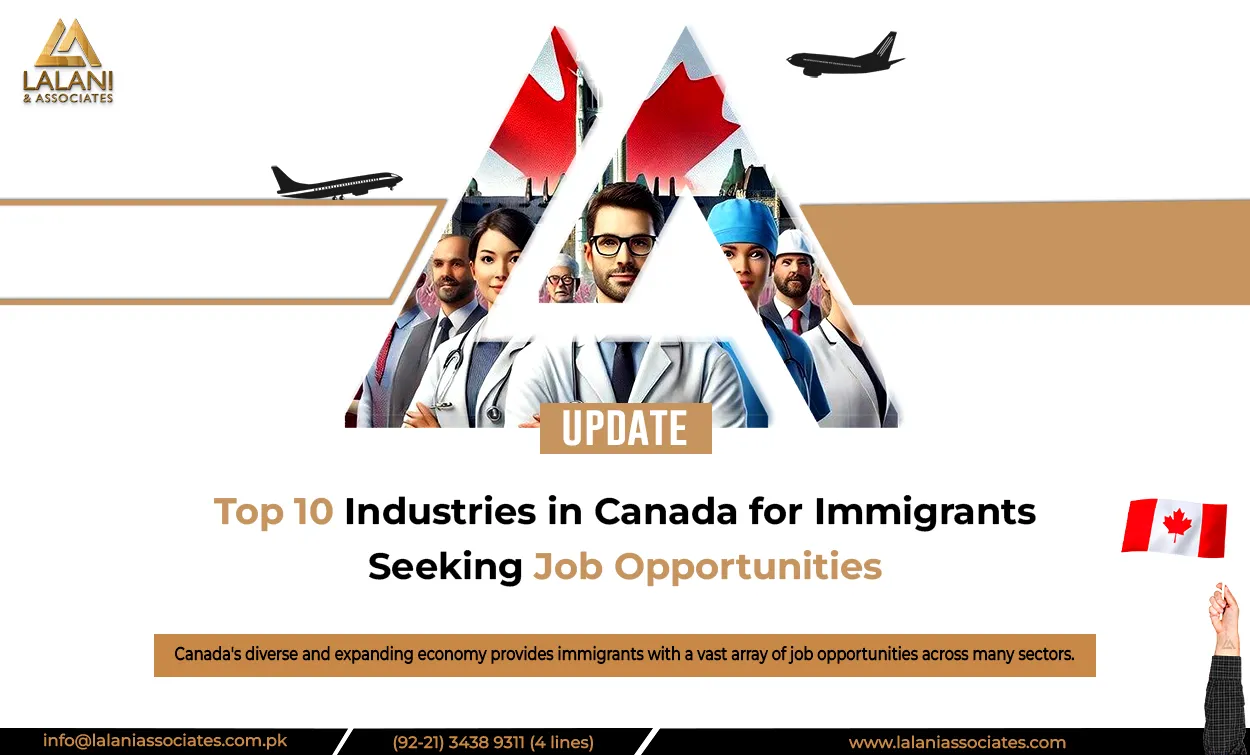 LALANI
& ASSOCIATES
UPDATE
Top 10 Industries in Canada for Immigrants
Seeking Job Opportunities
Canada's diverse and expanding economy provides immigrants with a vast array of job opportunities across many sectors.
info@lalaniassociates.com.pk
(92-21) 3438 9311 (4 lines)
www.lalaniassociates.com